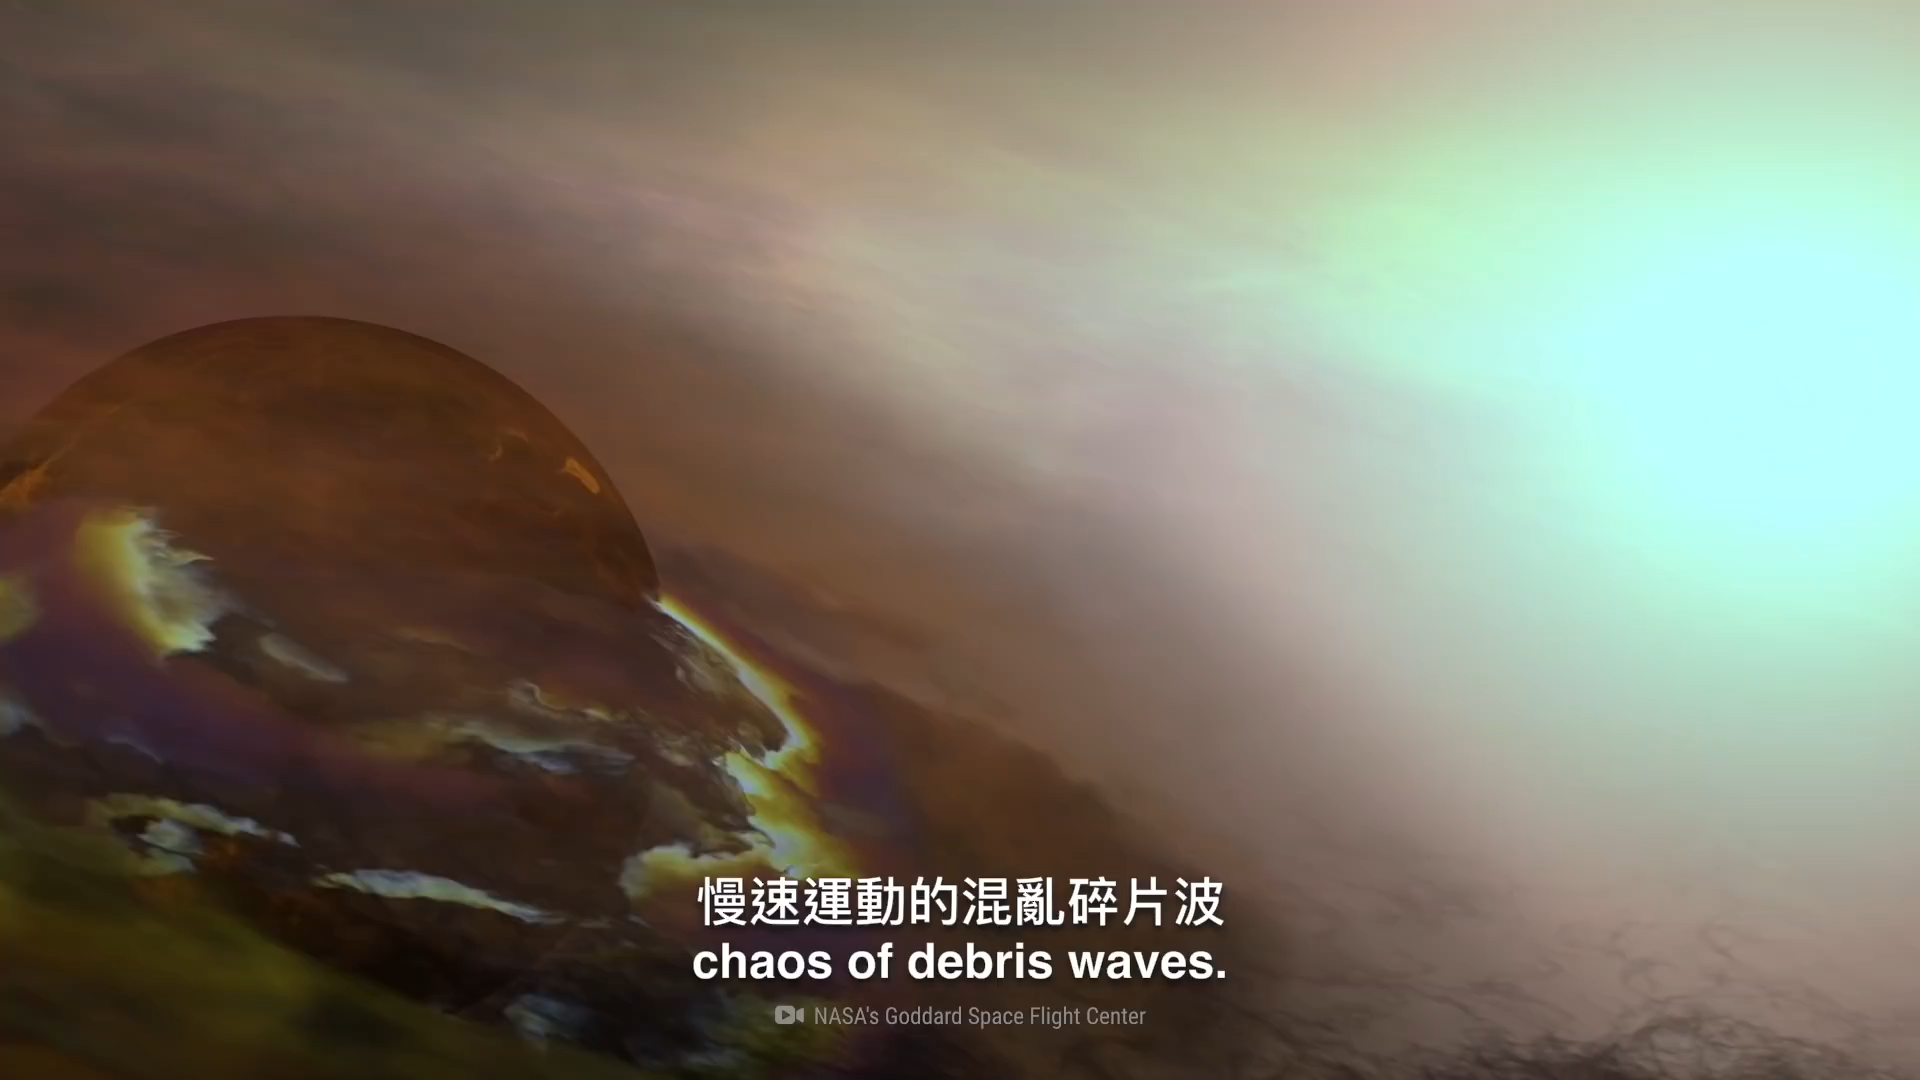 慢速運動的混亂碎片波
chaos of debris waves.
NASA's Goddard Space Flight Center